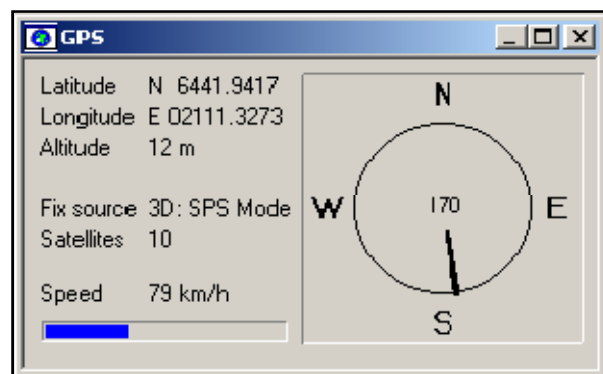 GPS
Latitude N 6441.9417
Longitude E 02111.3273
Altitude 12 m
Fix source 3D: SPS Mode
Satellites 10
Speed 79 km/h
N
W 170 E
S